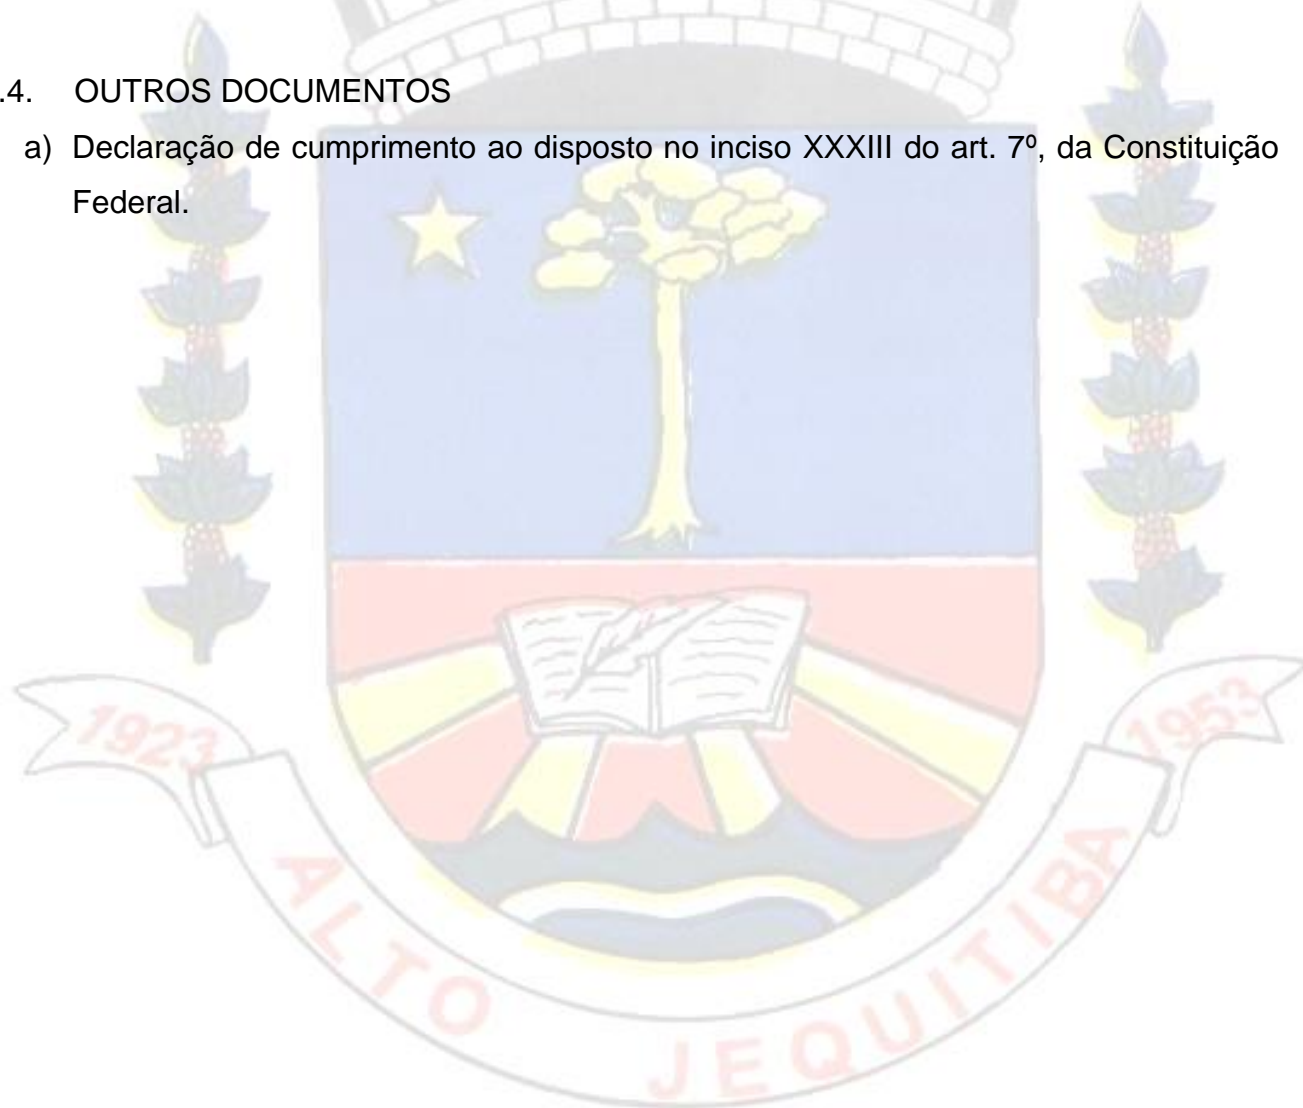 .4. OUTROS DOCUMENTOS
a) Declaração de cumprimento ao disposto no inciso XXXIII do art. 7º, da Constituição
Federal.
1923
1953
ALTO JEQUITIBA